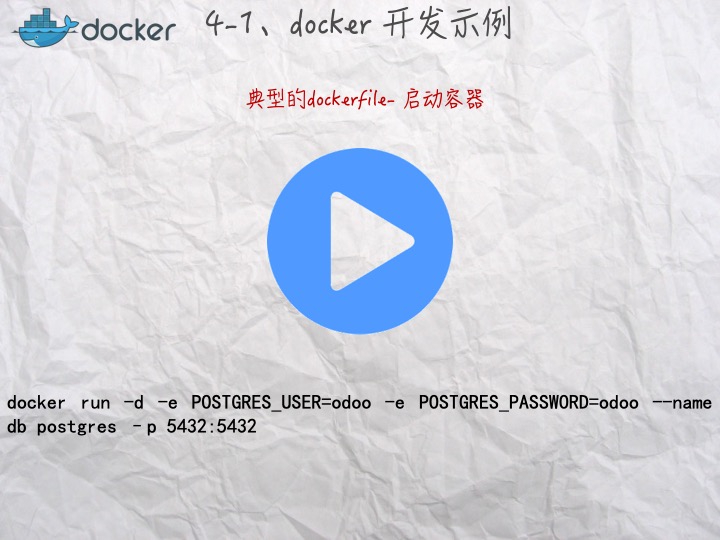 docker
4-1、docker 开发示例
典型的dockerfile- 启动容器
docker run -d -e POSTGRES_USER=odoo -e POSTGRES_PASSWORD=odoo --name
db postgres –p 5432:5432